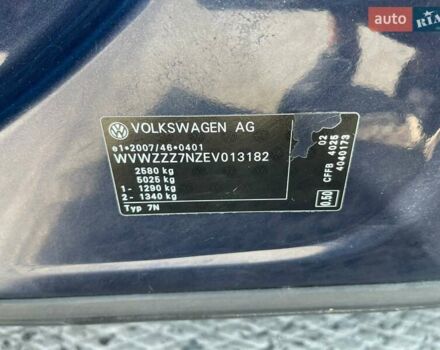 AUTO RIA
VOLKSWAGEN AG
e1*2007/46*0401
WVWZZZ7NZEV013182
2580 kg
5025 kg
1- 1290 kg
2- 1340 kg
Typ 7N
02
CFFB 4025
4040173
0.50